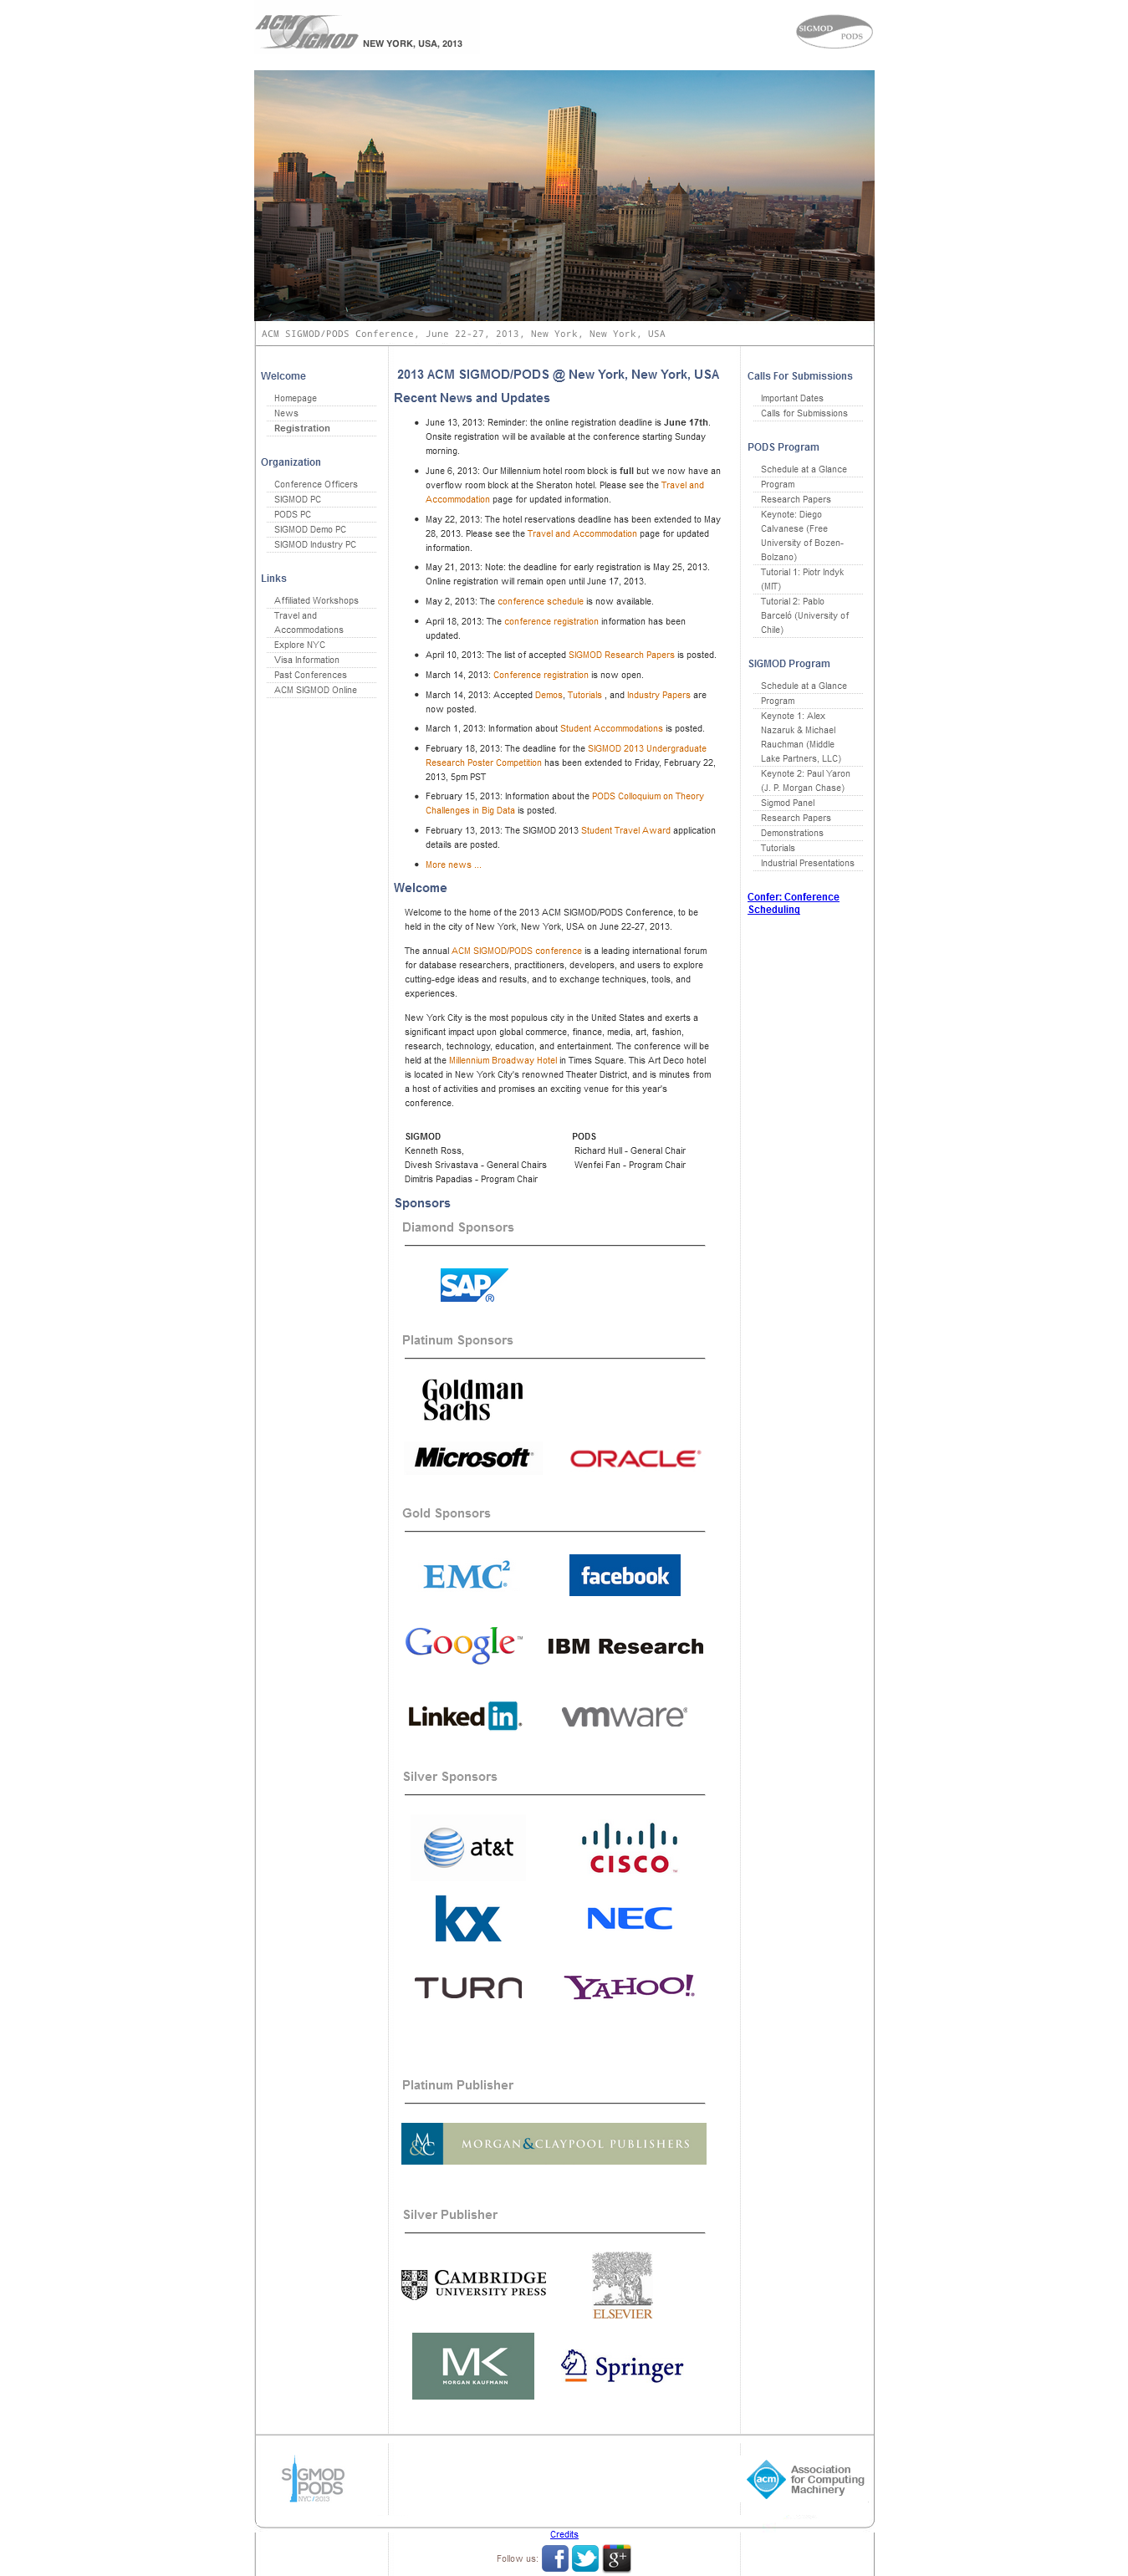 ACM SIGMOD NEW YORK, USA, 2013
SIGMOD PODS
ACM SIGMOD/PODS Conference, June 22-27, 2013, New York, New York, USA
Welcome
Homepage
News
Registration
Organization
Conference Officers
SIGMOD PC
PODS PC
SIGMOD Demo PC
SIGMOD Industry PC
Links
Affiliated Workshops
Travel and
Accommodations
Explore NYC
Visa Information
Past Conferences
ACM SIGMOD Online
2013 ACM SIGMOD/PODS @ New York, New York, USA
Recent News and Updates
June 13, 2013: Reminder: the online registration deadline is June 17th.
Onsite registration will be available at the conference starting Sunday
morning.
June 6, 2013: Our Millennium hotel room block is full but we now have an
overflow room block at the Sheraton hotel. Please see the Travel and
Accommodation page for updated information.
May 22, 2013: The hotel reservations deadline has been extended to May
28, 2013. Please see the Travel and Accommodation page for updated
information.
May 21, 2013: Note: the deadline for early registration is May 25, 2013.
Online registration will remain open until June 17, 2013.
May 2, 2013: The conference schedule is now available.
April 18, 2013: The conference registration information has been
updated.
April 10, 2013: The list of accepted SIGMOD Research Papers is posted.
March 14, 2013: Conference registration is now open.
March 14, 2013: Accepted Demos, Tutorials , and Industry Papers are
now posted.
March 1, 2013: Information about Student Accommodations is posted.
February 18, 2013: The deadline for the SIGMOD 2013 Undergraduate
Research Poster Competition has been extended to Friday, February 22,
2013, 5pm PST
February 15, 2013: Information about the PODS Colloquium on Theory
Challenges in Big Data is posted.
February 13, 2013: The SIGMOD 2013 Student Travel Award application
details are posted.
More news ...
Welcome
Welcome to the home of the 2013 ACM SIGMOD/PODS Conference, to be
held in the city of New York, New York, USA on June 22-27, 2013.
The annual ACM SIGMOD/PODS conference is a leading international forum
for database researchers, practitioners, developers, and users to explore
cutting-edge ideas and results, and to exchange techniques, tools, and
experiences.
New York City is the most populous city in the United States and exerts a
significant impact upon global commerce, finance, media, art, fashion,
research, technology, education, and entertainment. The conference will be
held at the Millennium Broadway Hotel in Times Square. This Art Deco hotel
is located in New York City's renowned Theater District, and is minutes from
a host of activities and promises an exciting venue for this year's
conference.
SIGMOD
Kenneth Ross,
Divesh Srivastava - General Chairs
Dimitris Papadias - Program Chair
PODS
Richard Hull - General Chair
Wenfei Fan - Program Chair
Sponsors
Diamond Sponsors
SAP®
Platinum Sponsors
Goldman
Sachs
Microsoft
ORACLE®
Gold Sponsors
EMC²
facebook
Google™
IBM Research
Linked in®
vmware®
Silver Sponsors
at&t
CISCO™
kx
NEC
TURN
YAHOO!®
Platinum Publisher
M&C MORGAN&CLAYPOOL PUBLISHERS
Silver Publisher
CAMBRIDGE
UNIVERSITY PRESS
ELSEVIER
MK
MORGAN KAUFMANN
Springer
Calls For Submissions
Important Dates
Calls for Submissions
PODS Program
Schedule at a Glance
Program
Research Papers
Keynote: Diego
Calvanese (Free
University of Bozen-
Bolzano)
Tutorial 1: Piotr Indyk
(MIT)
Tutorial 2: Pablo
Barceló (University of
Chile)
SIGMOD Program
Schedule at a Glance
Program
Keynote 1: Alex
Nazaruk & Michael
Rauchman (Middle
Lake Partners, LLC)
Keynote 2: Paul Yaron
(J. P. Morgan Chase)
Sigmod Panel
Research Papers
Demonstrations
Tutorials
Industrial Presentations
Confer: Conference
Scheduling
SIGMOD
PODS
NYC/2013
acm Association
for Computing
Machinery
Credits
Follow us: f g+